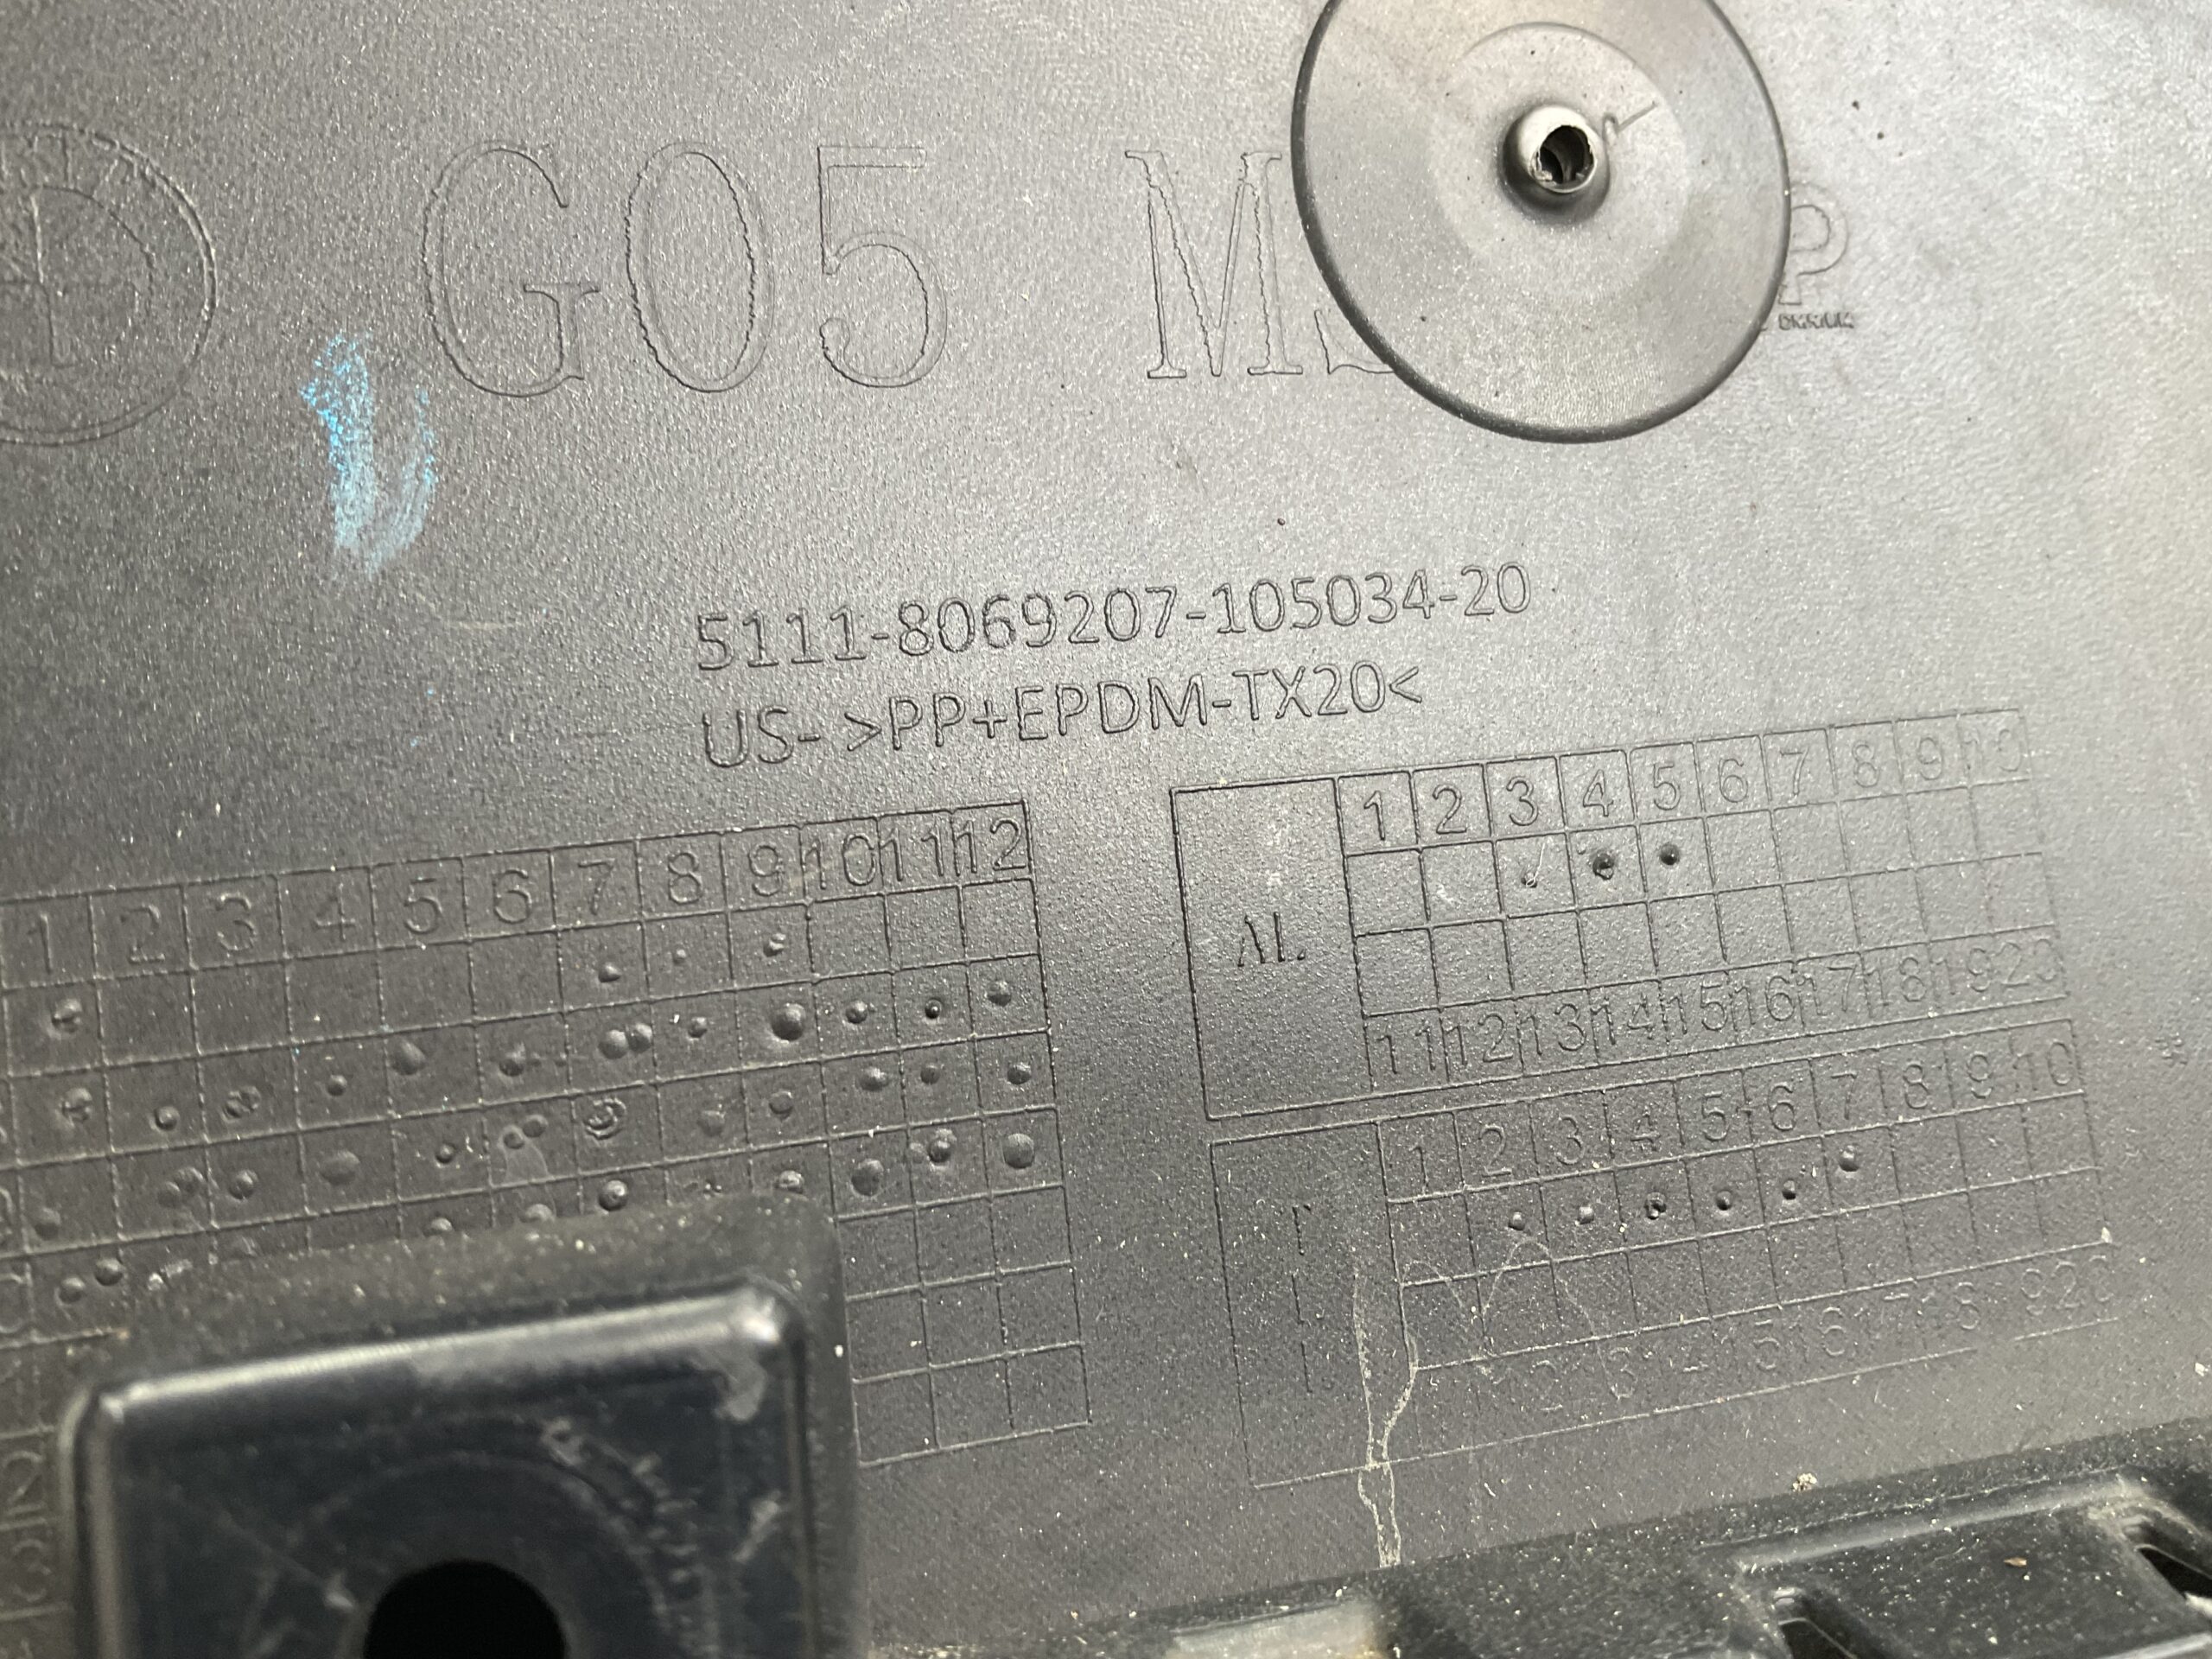 G05 M
P
5111-8069207-105034-20
US- >PP+EPDM-TX20<
1 2 3 4 5 6 7 8 9 10 11 12
1 2 3 4 5 6 7 8 9 10
AL
11 12 13 14 15 16 17 18 19 20
1 2 3 4 5 6 7 8 9 10